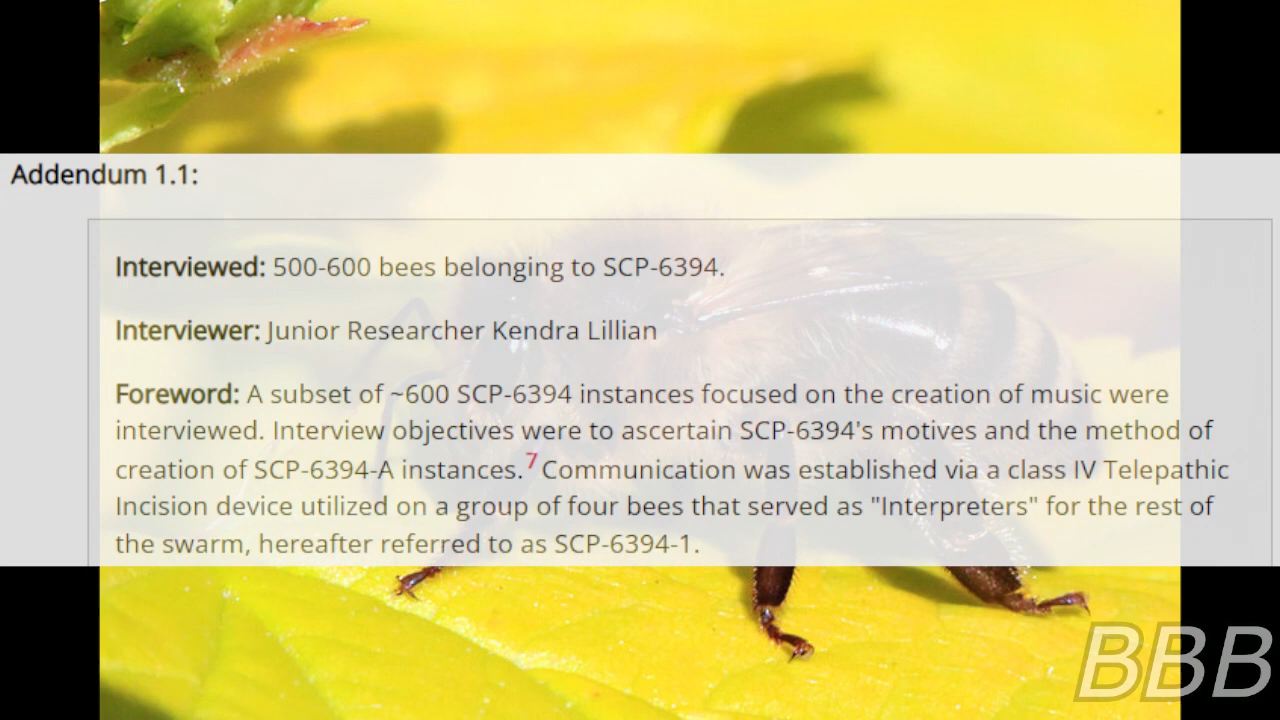 Addendum 1.1:
Interviewed: 500-600 bees belonging to SCP-6394.
Interviewer: Junior Researcher Kendra Lillian
Foreword: A subset of ~600 SCP-6394 instances focused on the creation of music were
interviewed. Interview objectives were to ascertain SCP-6394's motives and the method of
creation of SCP-6394-A instances.7 Communication was established via a class IV Telepathic
Incision device utilized on a group of four bees that served as "Interpreters" for the rest of
the swarm, hereafter referred to as SCP-6394-1.
BBB